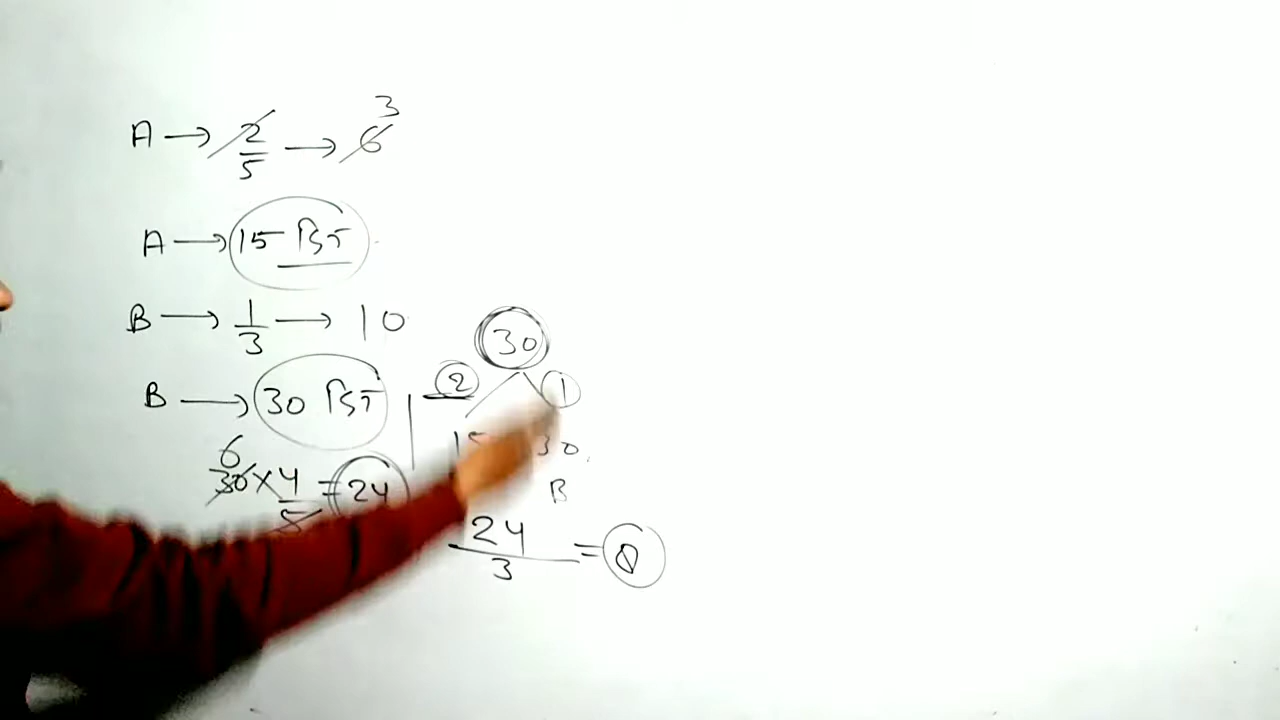 A → 2/5 → 6 3
A → 15 দিন
B → 1/3 → 10
B → 30 দিন
30 6 × 4/5 = 24
30
2 1
30
B
24/3 = 8